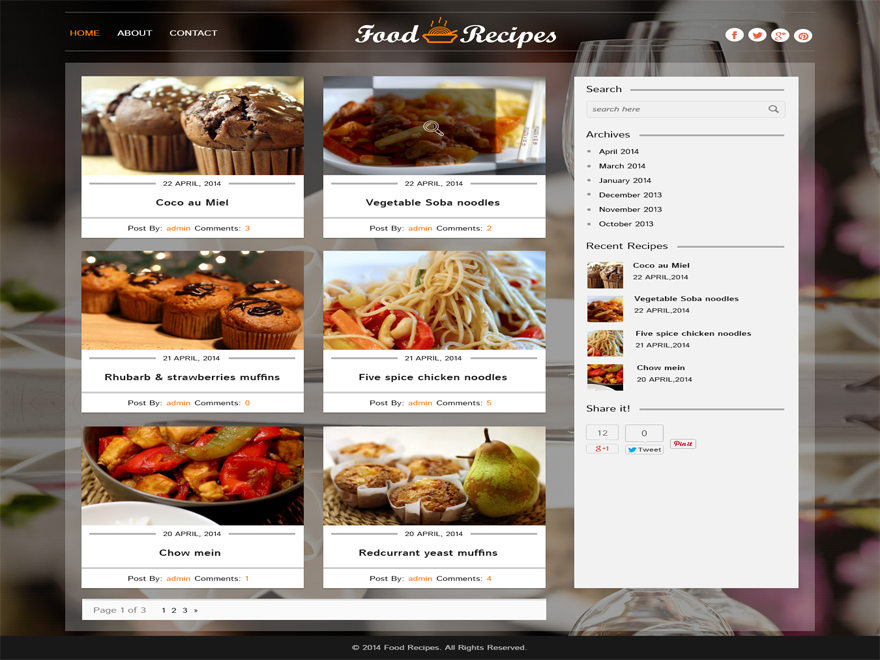 HOME ABOUT CONTACT
Food Recipes
22 APRIL, 2014
Coco au Miel
Post By: admin Comments: 3
22 APRIL, 2014
Vegetable Soba noodles
Post By: admin Comments: 2
21 APRIL, 2014
Rhubarb & strawberries muffins
Post By: admin Comments: 0
21 APRIL, 2014
Five spice chicken noodles
Post By: admin Comments: 5
20 APRIL, 2014
Chow mein
Post By: admin Comments: 1
20 APRIL, 2014
Redcurrant yeast muffins
Post By: admin Comments: 4
Page 1 of 3 1 2 3 »
Search
search here
Archives
April 2014
March 2014
January 2014
December 2013
November 2013
October 2013
Recent Recipes
Coco au Miel
22 APRIL,2014
Vegetable Soba noodles
22 APRIL,2014
Five spice chicken noodles
21 APRIL,2014
Chow mein
20 APRIL,2014
Share it!
12 0
g+1 Tweet Pin it
© 2014 Food Recipes. All Rights Reserved.